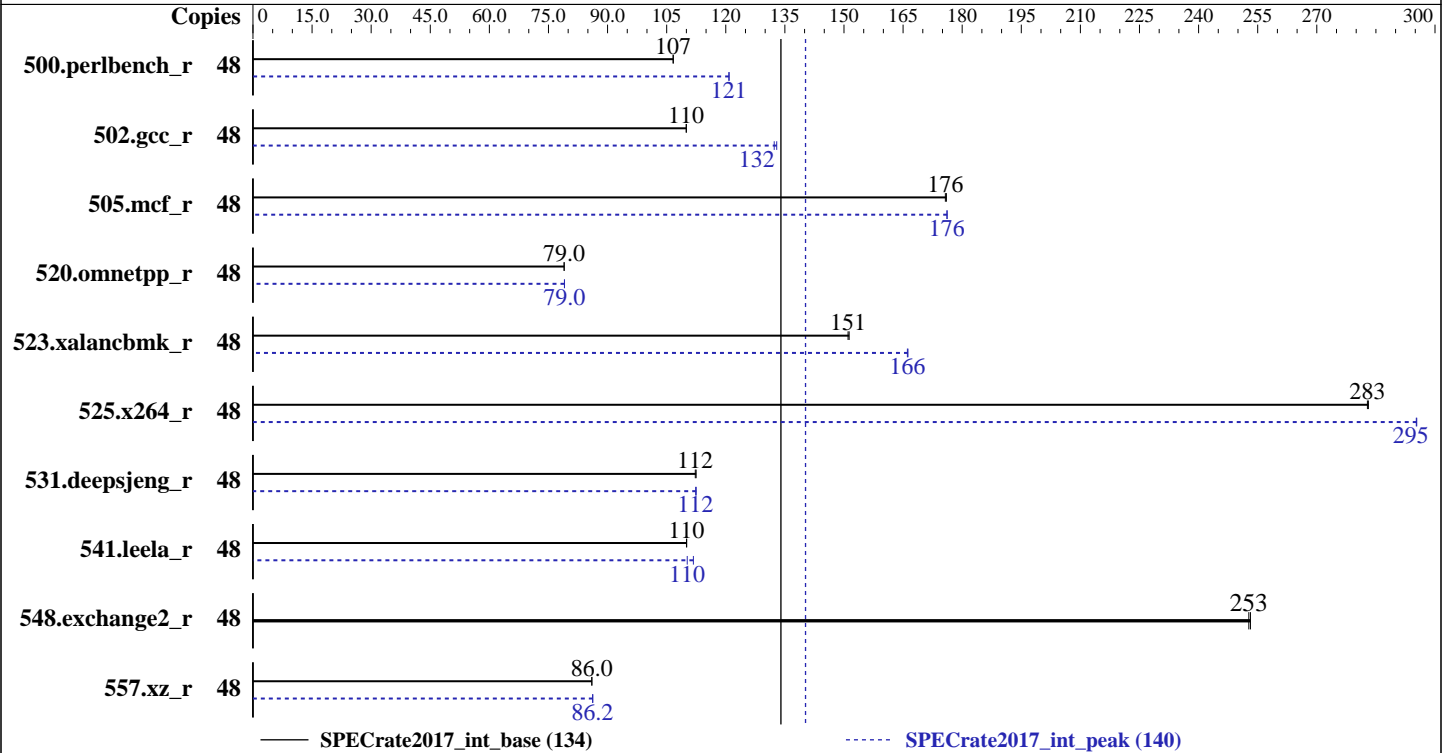 Copies 0 15.0 30.0 45.0 60.0 75.0 90.0 105 120 135 150 165 180 195 210 225 240 255 270 300
107
500.perlbench_r 48
121
110
502.gcc_r 48
132
176
505.mcf_r 48
176
79.0
520.omnetpp_r 48
79.0
151
523.xalancbmk_r 48
166
283
525.x264_r 48
295
112
531.deepsjeng_r 48
112
110
541.leela_r 48
110
253
548.exchange2_r 48
86.0
557.xz_r 48
86.2
SPECrate2017_int_base (134) SPECrate2017_int_peak (140)